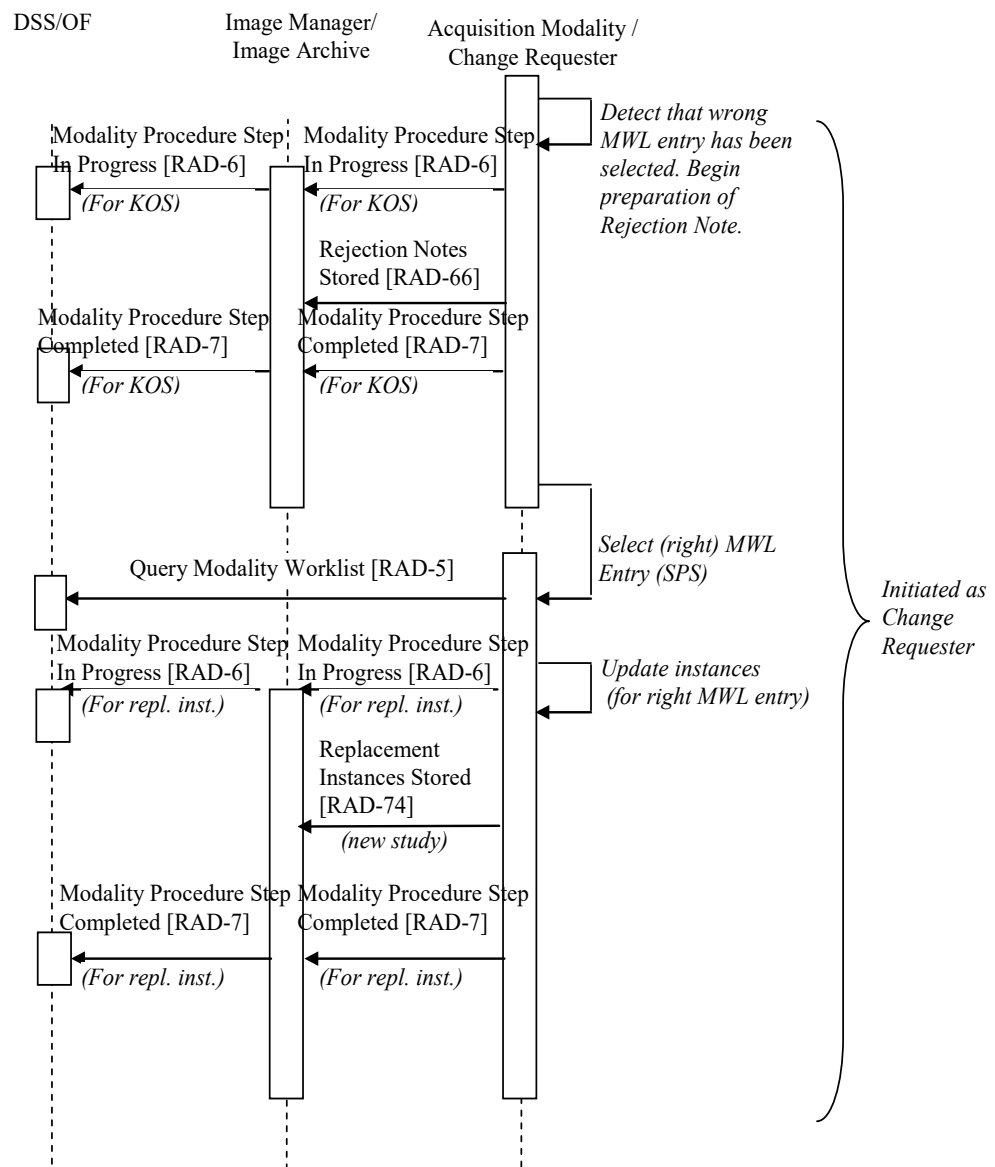 DSS/OF
Image Manager/
Image Archive
Acquisition Modality /
Change Requester
Detect that wrong
MWL entry has been
selected. Begin
preparation of
Rejection Note.
Modality Procedure Step
In Progress [RAD-6]
(For KOS)
Modality Procedure Step
In Progress [RAD-6]
(For KOS)
Rejection Notes
Stored [RAD-66]
Modality Procedure Step
Completed [RAD-7]
(For KOS)
Modality Procedure Step
Completed [RAD-7]
(For KOS)
Select (right) MWL
Entry (SPS)
Query Modality Worklist [RAD-5]
Initiated as
Change
Requester
Modality Procedure Step
In Progress [RAD-6]
(For repl. inst.)
Modality Procedure Step
In Progress [RAD-6]
(For repl. inst.)
Update instances
(for right MWL entry)
Replacement
Instances Stored
[RAD-74]
(new study)
Modality Procedure Step
Completed [RAD-7]
(For repl. inst.)
Modality Procedure Step
Completed [RAD-7]
(For repl. inst.)